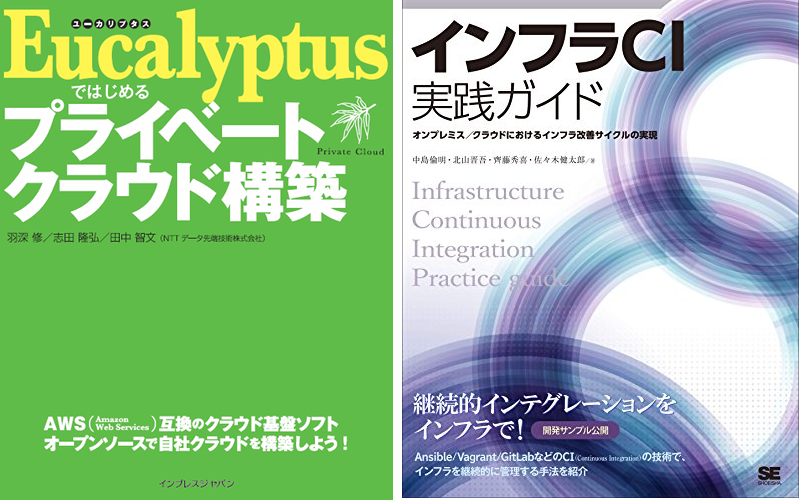 ユーカリプタス
Eucalyptus
ではじめる
プライベート
Private Cloud
クラウド構築
羽深 修／志田 隆弘／田中 智文（NTT データ先端技術株式会社）
AWS（Amazon Web Services）互換のクラウド基盤ソフト
オープンソースで自社クラウドを構築しよう！
インプレスジャパン
インフラCI
実践ガイド
オンプレミス／クラウドにおけるインフラ改善サイクルの実現
中島倫明・北山晋吾・齊藤秀喜・佐々木健太郎／著
Infrastructure
Continuous
Integration
Practice guide
継続的インテグレーションを
インフラで！ 開発サンプル公開
Ansible/Vagrant/GitLabなどのCI（Continuous Integration）の技術で、
インフラを継続的に管理する手法を紹介
SE
SHOEISHA